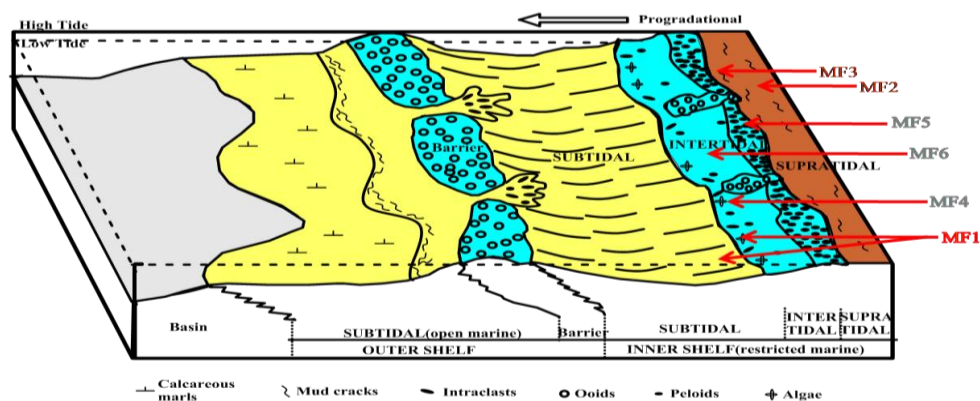 High Tide
Progradational
Low Tide
MF3
MF2
MF5
INTERTIDAL
Barrier
SUBTIDAL
MF6
SUPRATIDAL
MF4
MF1
Basin
SUBTIDAL(open marine)
Barrier
SUBTIDAL
INTER
TIDAL
SUPRA
TIDAL
OUTER SHELF
INNER SHELF(restricted marine)
Calcareous
marls
Mud cracks
Intraclasts
Ooids
Peloids
Algae